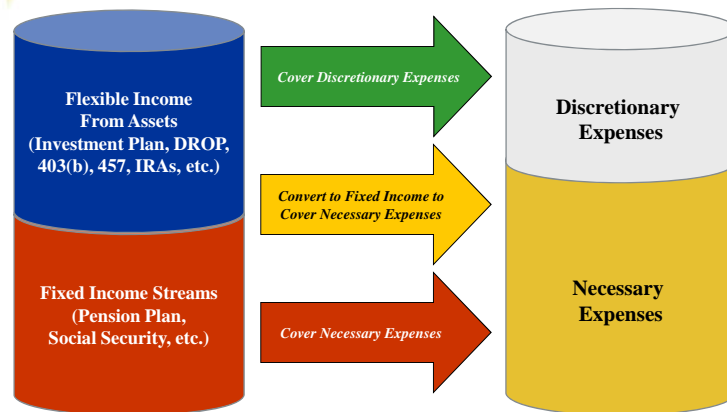 Flexible Income
From Assets
(Investment Plan, DROP,
403(b), 457, IRAs, etc.)
Fixed Income Streams
(Pension Plan,
Social Security, etc.)
Cover Discretionary Expenses
Convert to Fixed Income to
Cover Necessary Expenses
Cover Necessary Expenses
Discretionary
Expenses
Necessary
Expenses